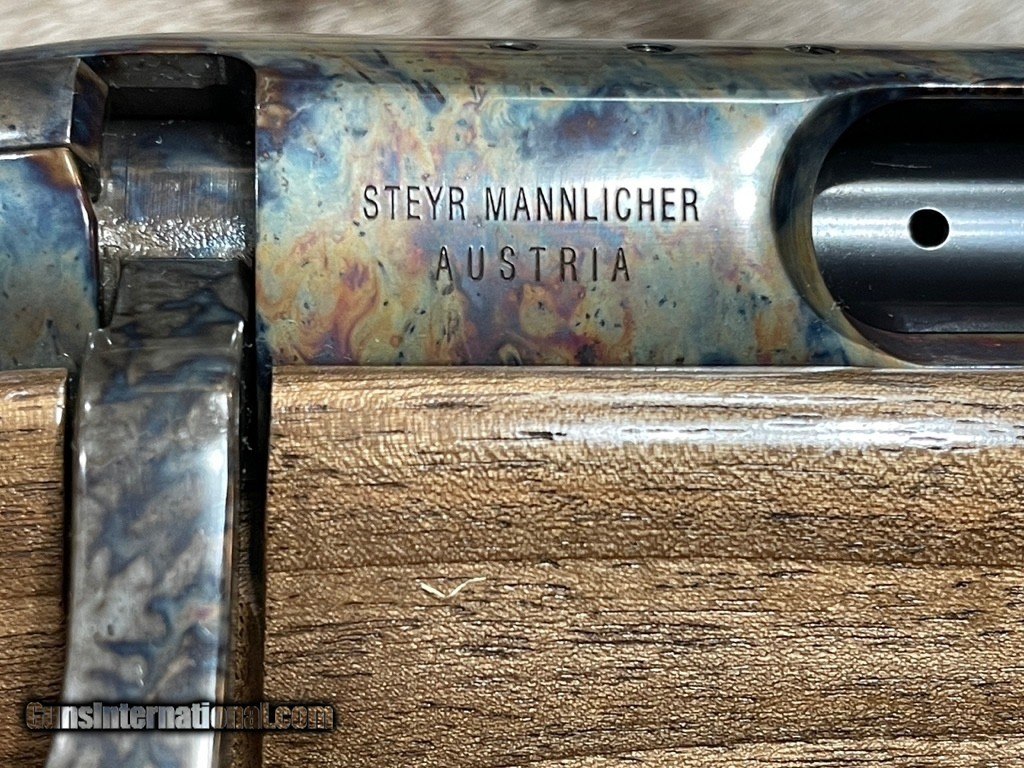 STEYR MANNLICHER
AUSTRIA
GunsInternational.com